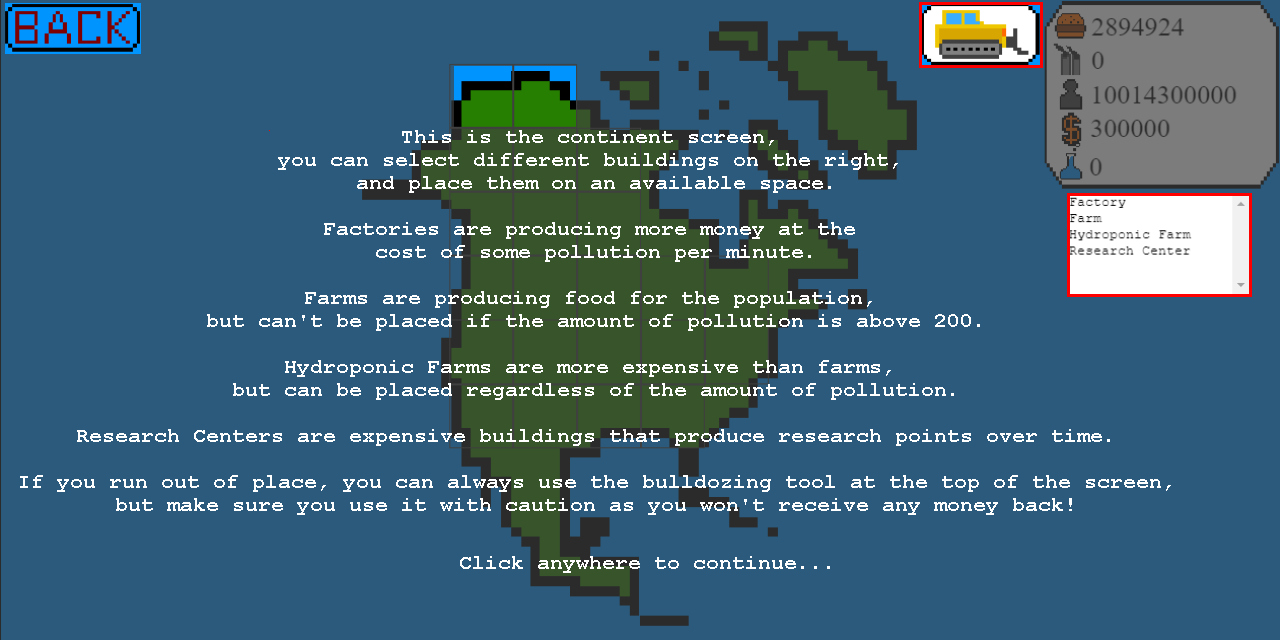 BACK
2894924
0
10014300000
300000
0
Factory
Farm
Hydroponic Farm
Research Center
This is the continent screen,
you can select different buildings on the right,
and place them on an available space.
Factories are producing more money at the
cost of some pollution per minute.
Farms are producing food for the population,
but can't be placed if the amount of pollution is above 200.
Hydroponic Farms are more expensive than farms,
but can be placed regardless of the amount of pollution.
Research Centers are expensive buildings that produce research points over time.
If you run out of place, you can always use the bulldozing tool at the top of the screen,
but make sure you use it with caution as you won't receive any money back!
Click anywhere to continue...